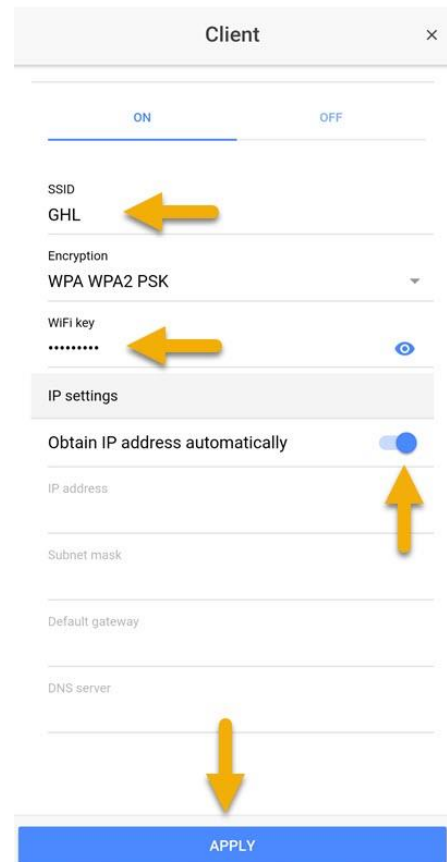 Client ×
ON OFF
SSID
GHL
Encryption
WPA WPA2 PSK
WiFi key
•••••••••
IP settings
Obtain IP address automatically
IP address
Subnet mask
Default gateway
DNS server
APPLY